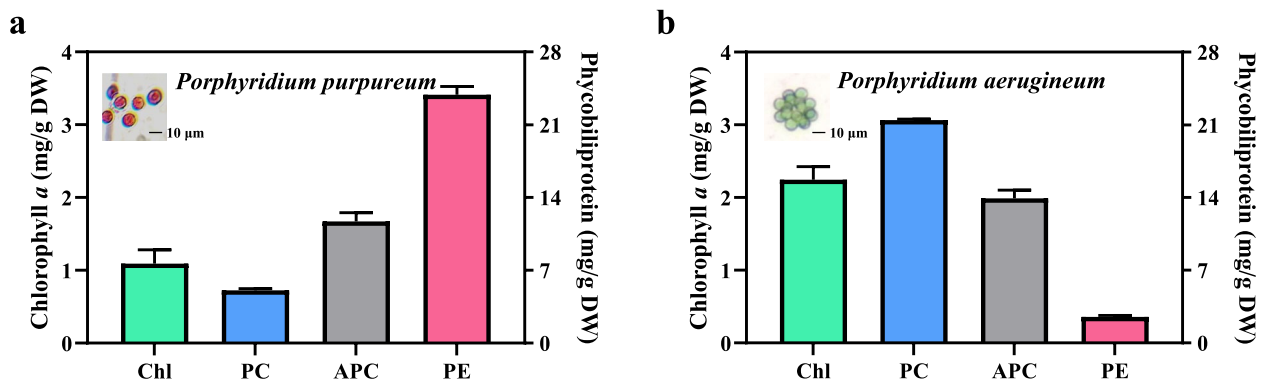 a
Porphyridium purpureum
10 μm
Chlorophyll a (mg/g DW)
4
3
2
1
0
Phycobiliprotein (mg/g DW)
28
21
14
7
0
Chl PC APC PE
b
Porphyridium aerugineum
10 μm
Chlorophyll a (mg/g DW)
4
3
2
1
0
Phycobiliprotein (mg/g DW)
28
21
14
7
0
Chl PC APC PE